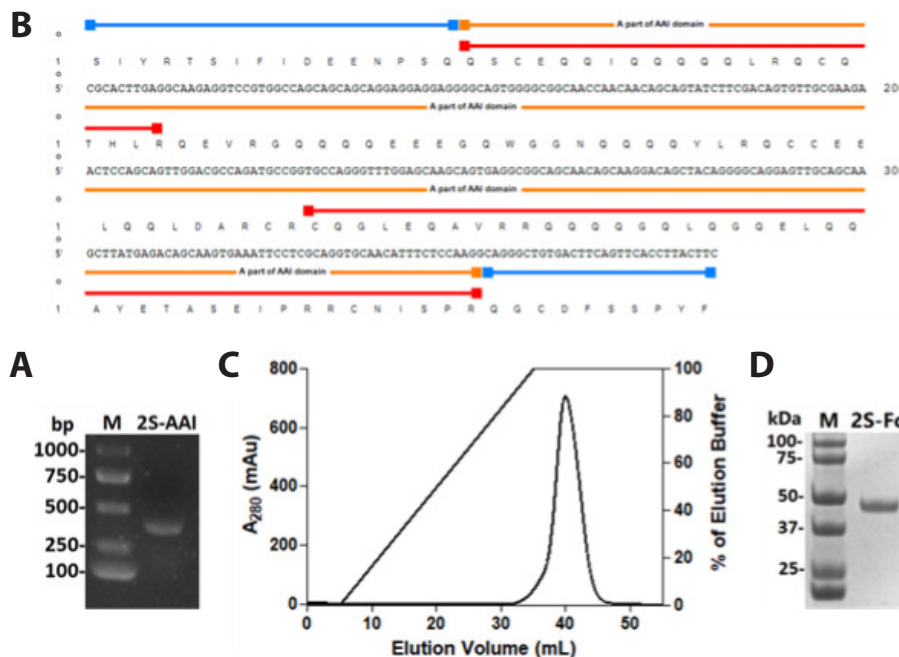 B
A part of AAI domain
o
1 S I Y R T S I F I D E E N P S Q Q S C E Q Q I Q Q Q Q Q L R Q C Q
o
5' CGCACTTGAGGCAAGAGGTCCGTGGCCAGCAGCAGCAGGAGGAGGAGGGGCAGTGGGGCGGCAACCAACAACAGCAGTATCTTCGACAGTGTTGCGAAGA 200
o
A part of AAI domain
1 T H L R Q E V R G Q Q Q Q E E E G Q W G G N Q Q Q Q Y L R Q C C E E
o
5' ACTCCAGCAGTTGGACGCCAGATGCCGGTGCCAGGGTTTGGAGCAAGCAGTGAGGCGGCAGCAACAGCAAGGACAGCTACAGGGGCAGGAGTTGCAGCAA 300
o
A part of AAI domain
1 L Q Q L D A R C R C Q G L E Q A V R R Q Q Q Q G Q L Q G Q E L Q Q
o
5' GCTTATGAGACAGCAAGTGAAATTCCTCGCAGGTGCAACATTTCTCCAAGGCAGGGCTGTGACTTCAGTTCACCTTACTTC
o
A part of AAI domain
1 A Y E T A S E I P R R C N I S P R Q G C D F S S P Y F
A
bp M 2S-AAI
1000-
750-
500-
250-
100-
C
800
600
400
200
0
A280 (mAu)
0 10 20 30 40 50
Elution Volume (mL)
100
80
60
40
20
0
% of Elution Buffer
D
kDa M 2S-Fc
100-
75-
50-
37-
25-